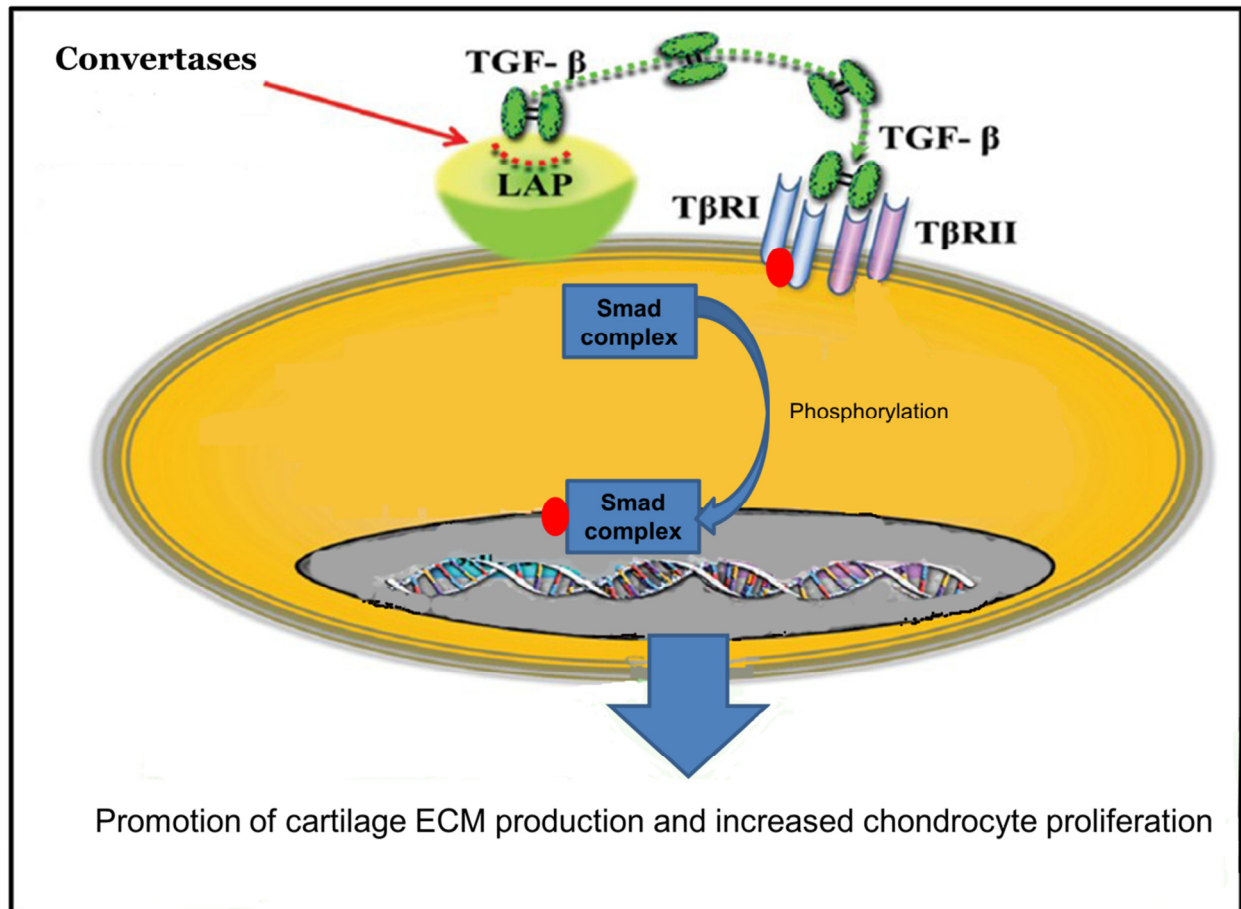 Convertases
TGF- β
TGF- β
LAP
TβRI
TβRII
Smad
complex
Phosphorylation
Smad
complex
Promotion of cartilage ECM production and increased chondrocyte proliferation